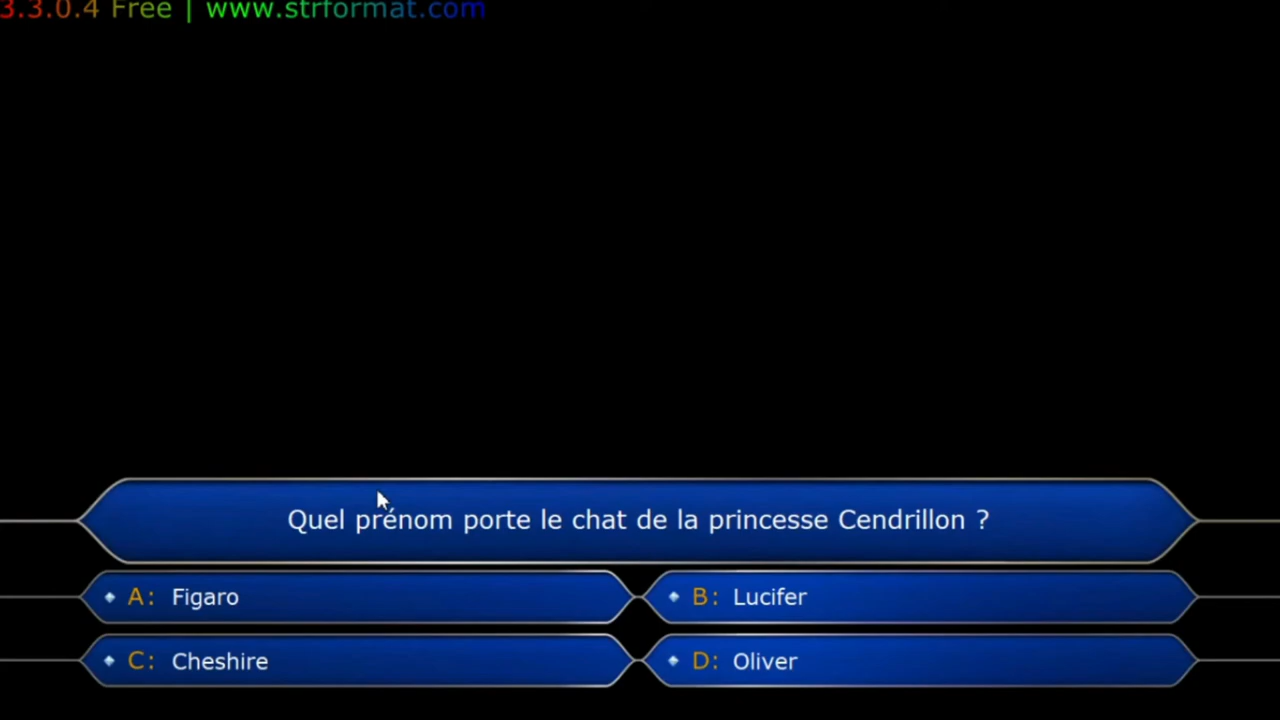 3.3.0.4 Free | www.strformat.com
Quel prénom porte le chat de la princesse Cendrillon ?
A: Figaro
B: Lucifer
C: Cheshire
D: Oliver